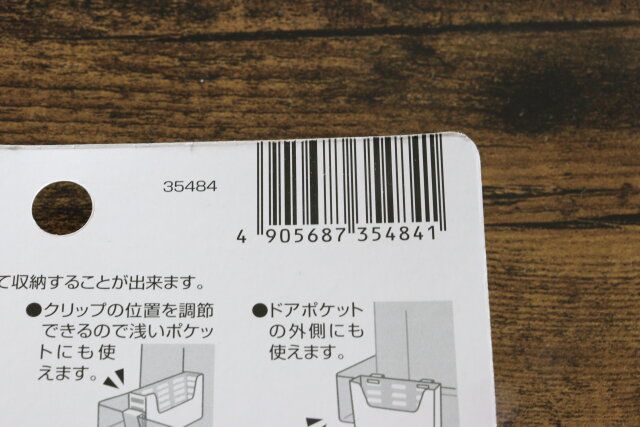 35484
4 905687 354841
て収納することが出来ます。
●クリップの位置を調節
できるので浅いポケッ
トにも使
えます。
●ドアポケット
の外側にも
使えます。